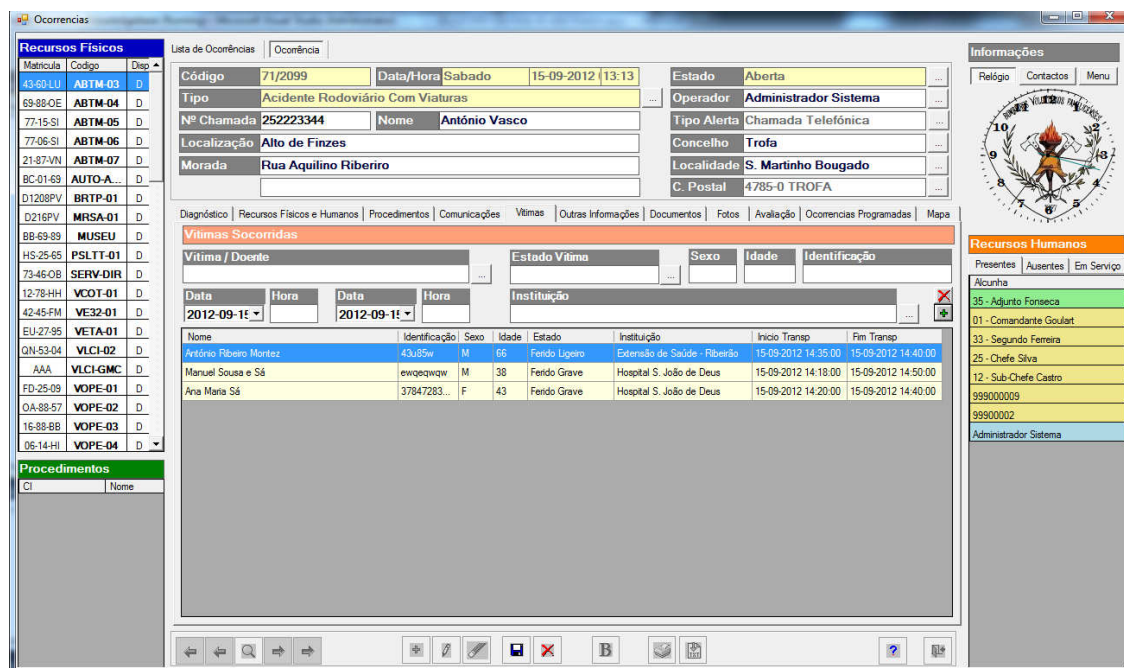 Ocorrencias
Recursos Físicos
Matricula Codigo Disp
43-60-LU ABTM-03 D
69-88-OE ABTM-04 D
77-15-SI ABTM-05 D
77-06-SI ABTM-06 D
21-87-VN ABTM-07 D
BC-01-69 AUTO-A... D
D1208PV BRTP-01 D
D216PV MRSA-01 D
BB-69-89 MUSEU D
HS-25-65 PSLTT-01 D
73-46-OB SERV-DIR D
12-78-HH VCOT-01 D
42-45-FM VE32-01 D
EU-27-95 VETA-01 D
QN-53-04 VLCI-02 D
AAA VLCI-GMC D
FD-25-09 VOPE-01 D
OA-88-57 VOPE-02 D
16-88-BB VOPE-03 D
06-14-HI VOPE-04 D
Procedimentos
CI Nome
Lista de Ocorrências Ocorrência
Código 71/2099 Data/Hora Sabado 15-09-2012 13:13 Estado Aberta ...
Tipo Acidente Rodoviário Com Viaturas ... Operador Administrador Sistema ...
Nº Chamada 252223344 Nome António Vasco Tipo Alerta Chamada Telefónica ...
Localização Alto de Finzes Concelho Trofa ...
Morada Rua Aquilino Riberiro Localidade S. Martinho Bougado ...
C. Postal 4785-0 TROFA ...
Diagnóstico Recursos Físicos e Humanos Procedimentos Comunicações Vítimas Outras Informações Documentos Fotos Avaliação Ocorrencias Programadas Mapa
Vitimas Socorridas
Vítima / Doente Estado Vítima Sexo Idade Identificação
... ...
Data Hora Data Hora Instituição
2012-09-15 2012-09-15 ...
Nome Identificação Sexo Idade Estado Instituição Inicio Transp Fim Transp
António Ribeiro Montez 43u85w M 66 Ferido Ligeiro Extensão de Saúde - Ribeirão 15-09-2012 14:35:00 15-09-2012 14:40:00
Manuel Sousa e Sá ewqeqwqw M 38 Ferido Grave Hospital S. João de Deus 15-09-2012 14:18:00 15-09-2012 14:50:00
Ana Maria Sá 37847283... F 43 Ferido Grave Hospital S. João de Deus 15-09-2012 14:20:00 15-09-2012 14:40:00
B TXT ?
Informações
Relógio Contactos Menu
10 2
9 3
8 4
7 6 5
Recursos Humanos
Presentes Ausentes Em Serviço
Alcunha
35 - Adjunto Fonseca
01 - Comandante Goulart
33 - Segundo Ferreira
25 - Chefe Silva
12 - Sub-Chefe Castro
999000009
99900002
Administrador Sistema